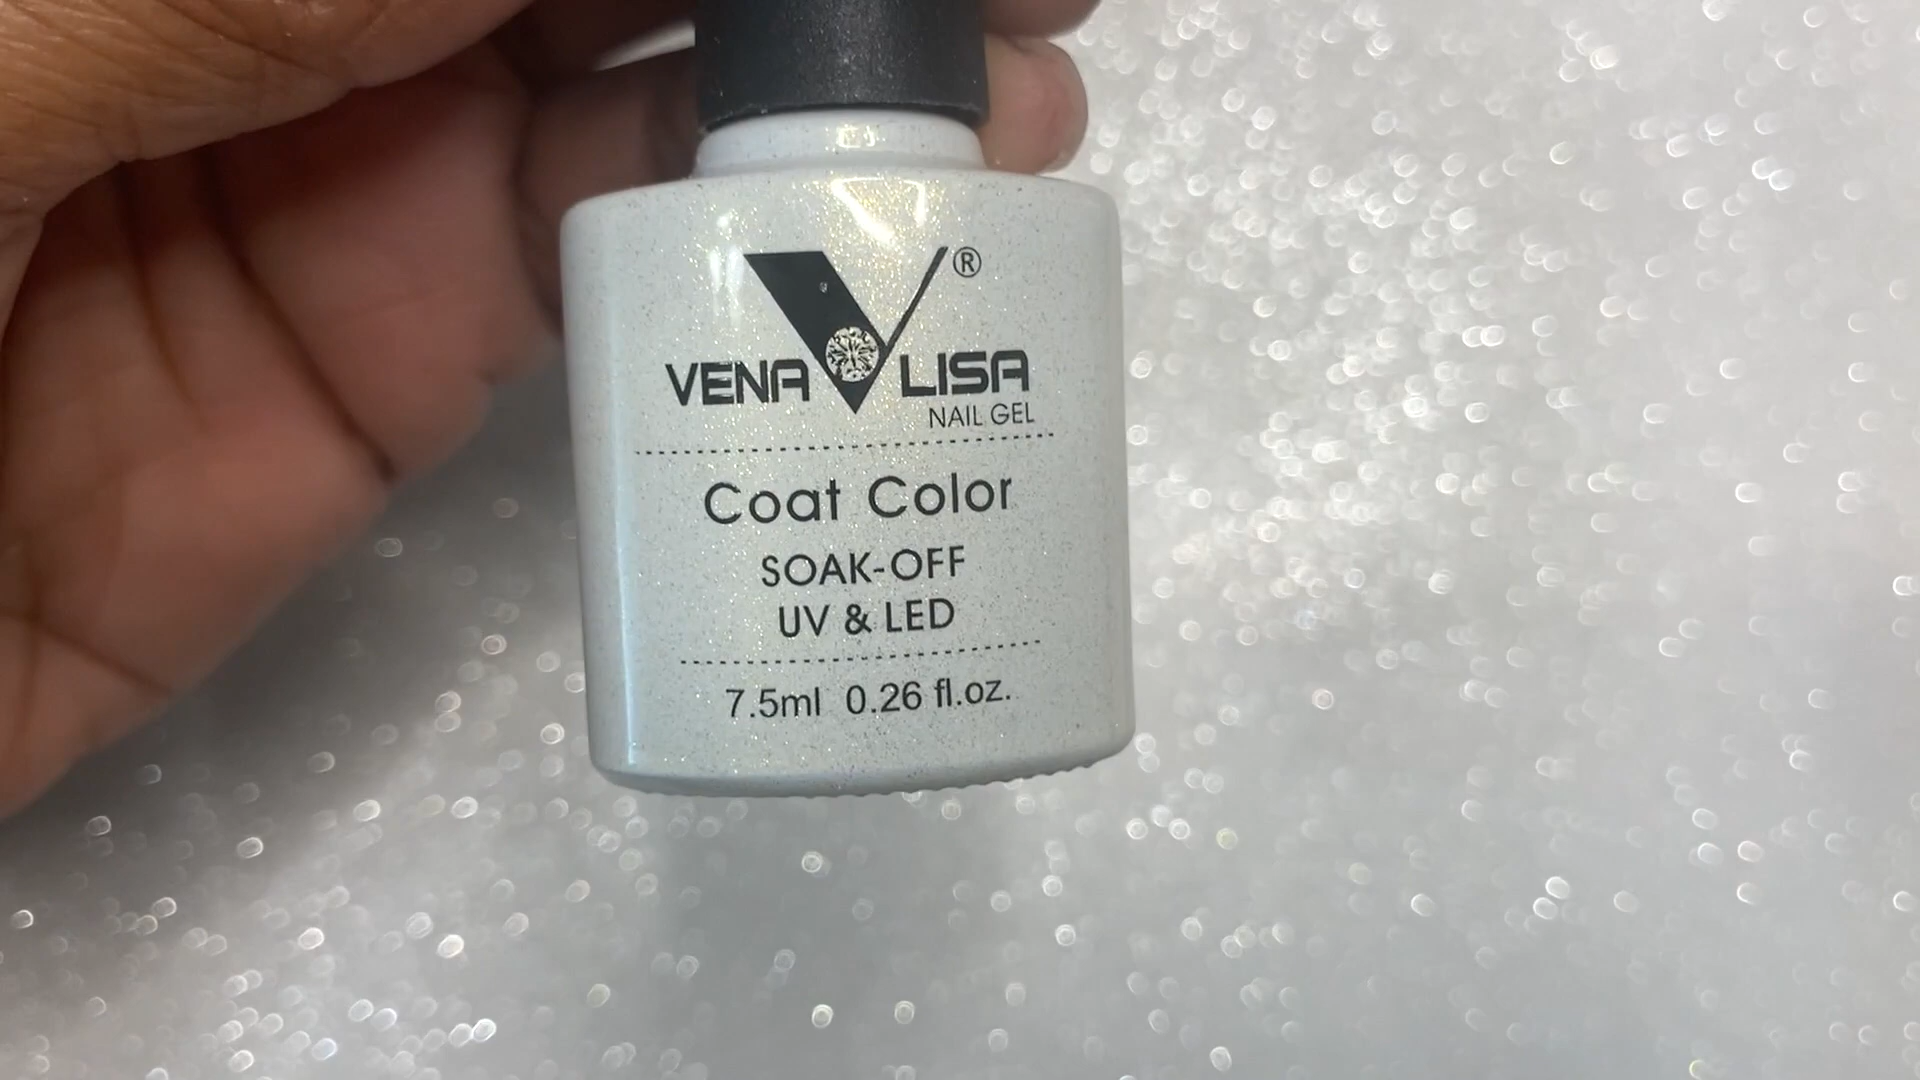 VENA LISA ®
NAIL GEL
Coat Color
SOAK-OFF
UV & LED
7.5ml 0.26 fl.oz.